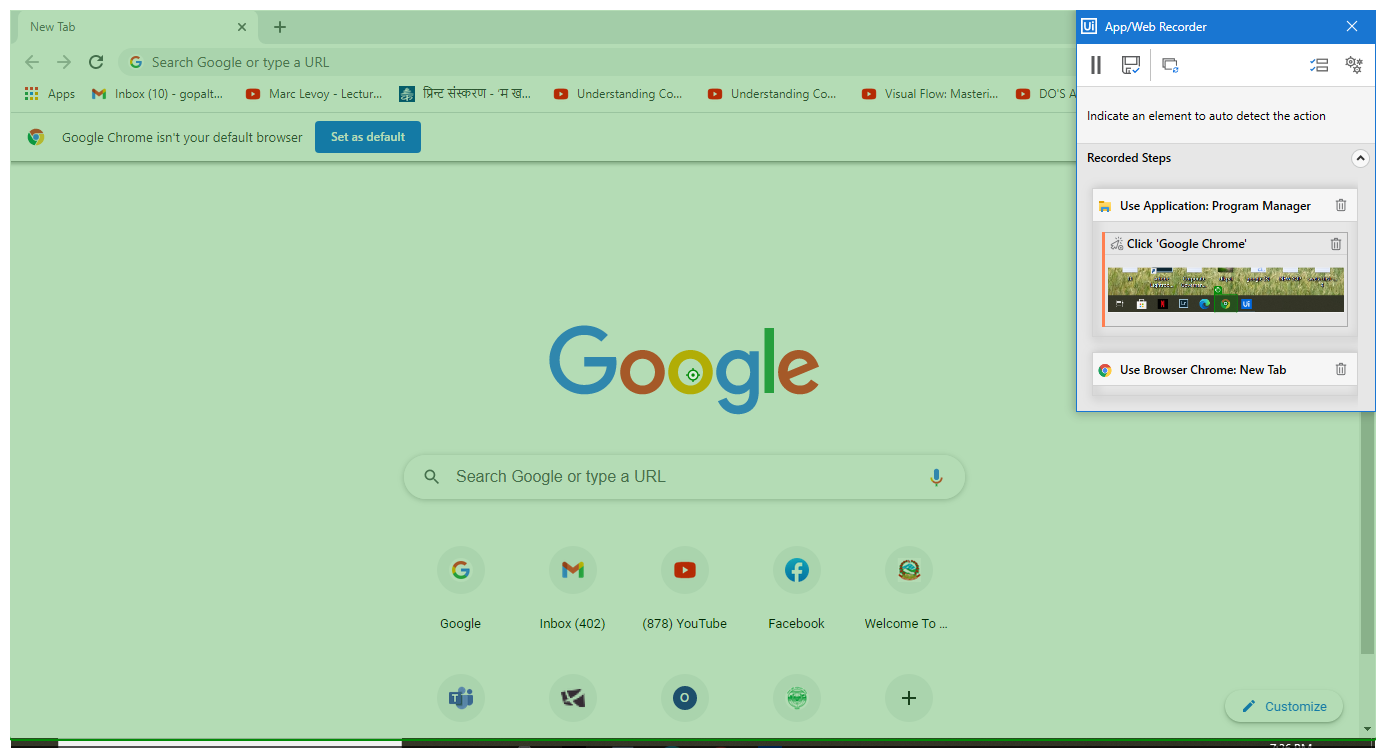 New Tab
Search Google or type a URL
Apps
Inbox (10) - gopalt...
Marc Levoy - Lectur...
प्रिन्ट संस्करण - 'म ख...
Understanding Co...
Understanding Co...
Visual Flow: Masteri...
DO'S A
Google Chrome isn't your default browser
Set as default
Google
Search Google or type a URL
Google
Inbox (402)
(878) YouTube
Facebook
Welcome To ...
Customize
Ui
App/Web Recorder
Indicate an element to auto detect the action
Recorded Steps
Use Application: Program Manager
Click 'Google Chrome'
Ui
Use Browser Chrome: New Tab